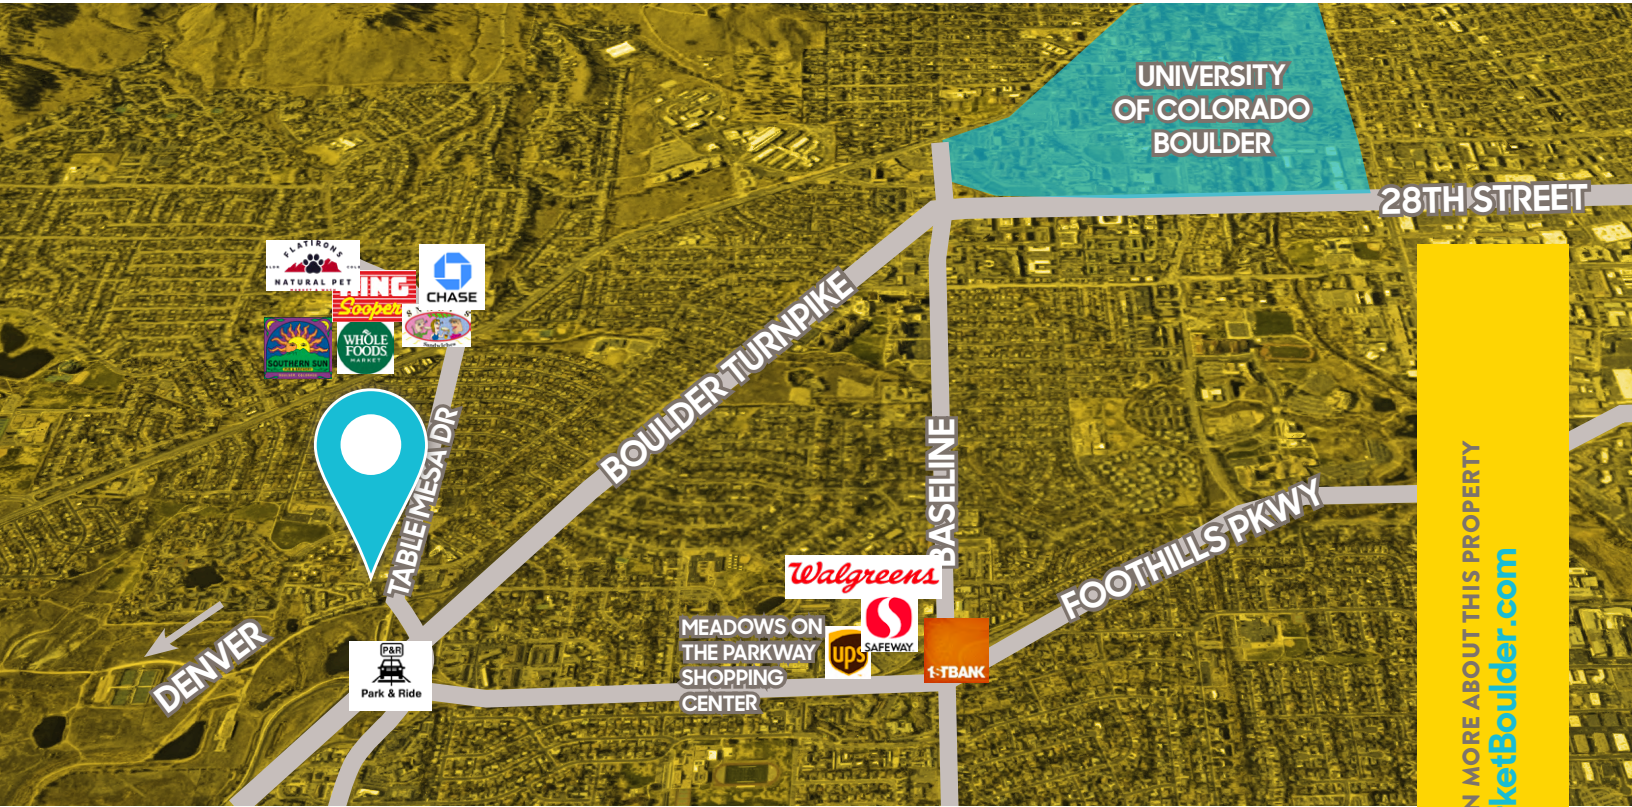 UNIVERSITY
OF COLORADO
BOULDER
28TH STREET
FLATIRONS
COLO
NATURAL PET
KING
Soopers
CHASE
SOUTHERN SUN
WHOLE
FOODS
MARKET
BOULDER TURNPIKE
TABLE MESA DR
BASELINE
FOOTHILLS PKWY
Walgreens
SAFEWAY
ups
1STBANK
MEADOWS ON
THE PARKWAY
SHOPPING
CENTER
DENVER
P&R
Park & Ride
N MORE ABOUT THIS PROPERTY
ketBoulder.com